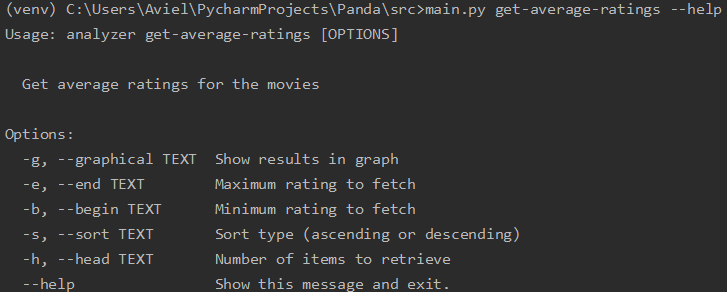 (venv) C:\Users\Aviel\PycharmProjects\Panda\src>main.py get-average-ratings --help
Usage: analyzer get-average-ratings [OPTIONS]
Get average ratings for the movies
Options:
-g, --graphical TEXT  Show results in graph
-e, --end TEXT        Maximum rating to fetch
-b, --begin TEXT      Minimum rating to fetch
-s, --sort TEXT       Sort type (ascending or descending)
-h, --head TEXT       Number of items to retrieve
--help                Show this message and exit.